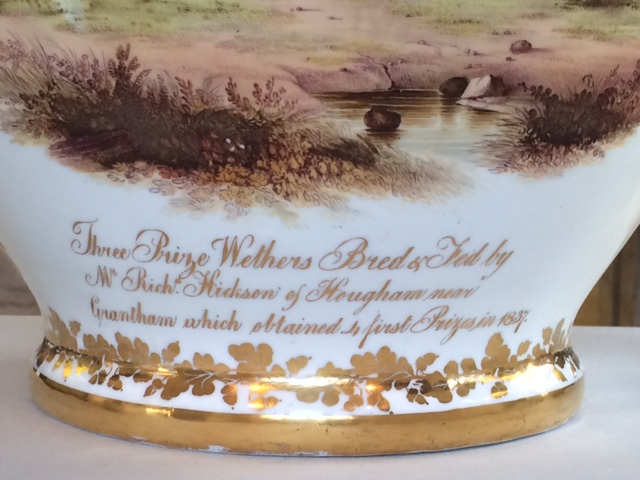 Three Prize Wethers Bred & Fed by
Mr Richd. Hickson of Hougham near
Grantham which obtained 4 first Prizes, in 1837.